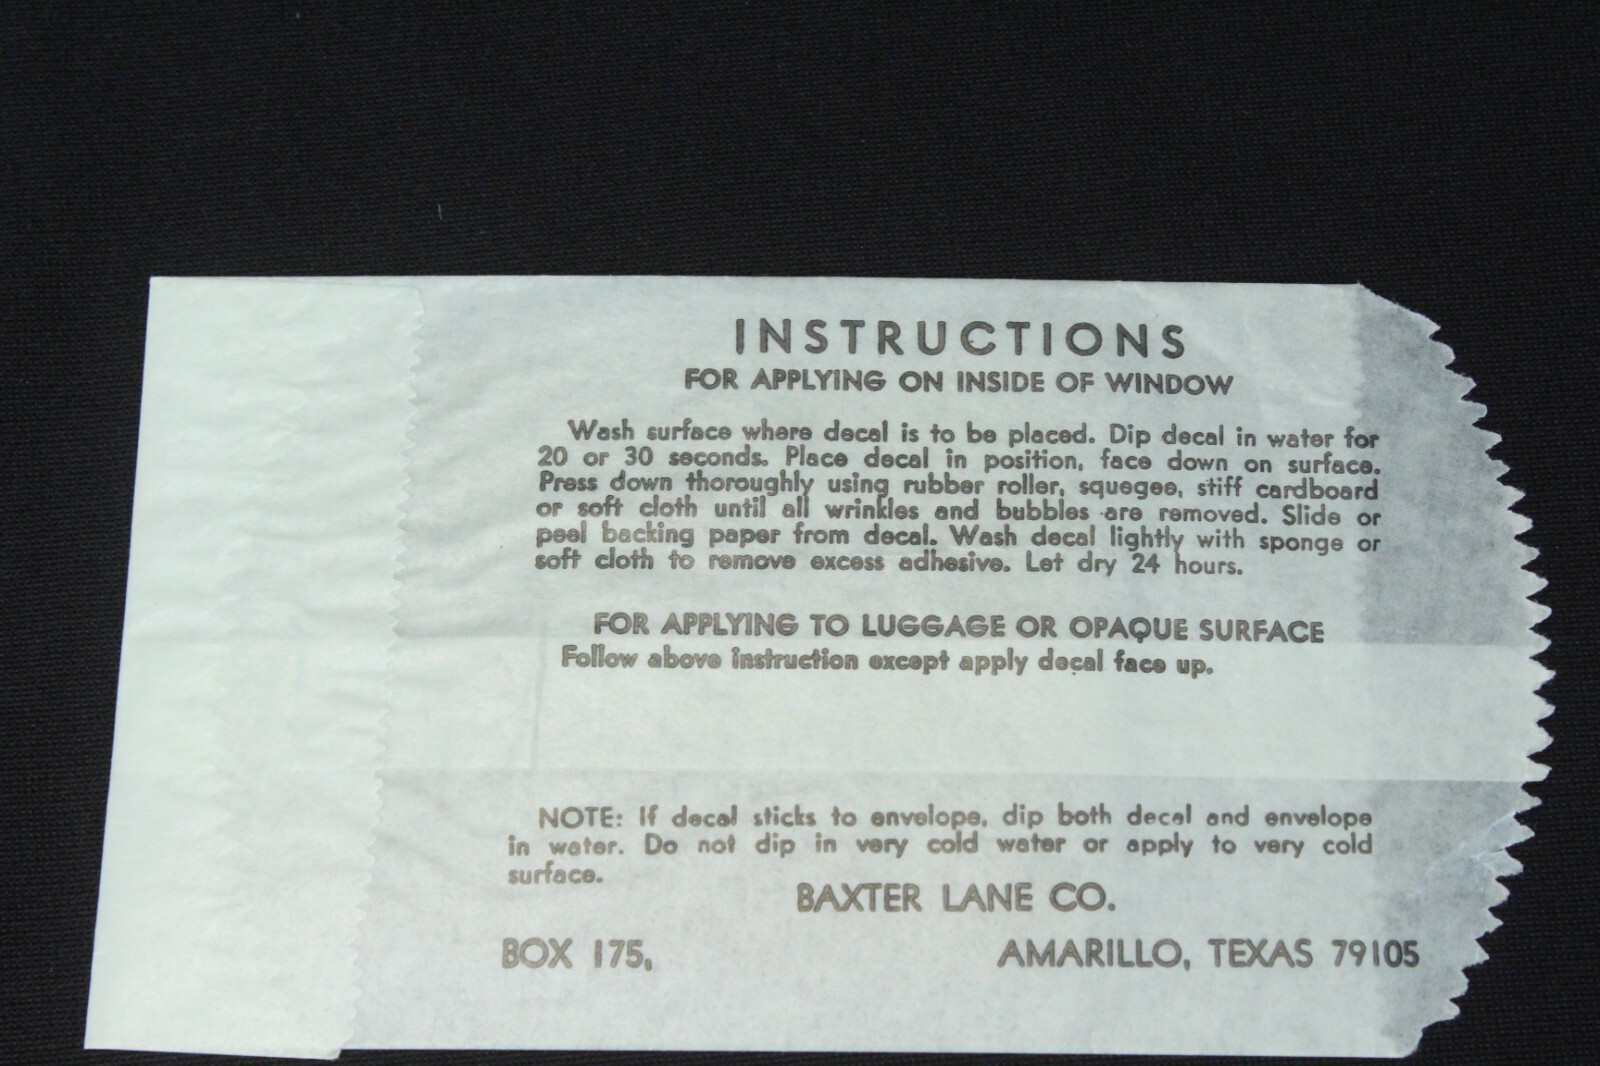 INSTRUCTIONS
FOR APPLYING ON INSIDE OF WINDOW
Wash surface where decal is to be placed. Dip decal in water for
20 or 30 seconds. Place decal in position, face down on surface.
Press down thoroughly using rubber roller, squegee, stiff cardboard
or soft cloth until all wrinkles and bubbles are removed. Slide or
peel backing paper from decal. Wash decal lightly with sponge or
soft cloth to remove excess adhesive. Let dry 24 hours.
FOR APPLYING TO LUGGAGE OR OPAQUE SURFACE
Follow above instruction except apply decal face up.
NOTE: If decal sticks to envelope, dip both decal and envelope
in water. Do not dip in very cold water or apply to very cold
surface.
BAXTER LANE CO.
BOX 175, AMARILLO, TEXAS 79105